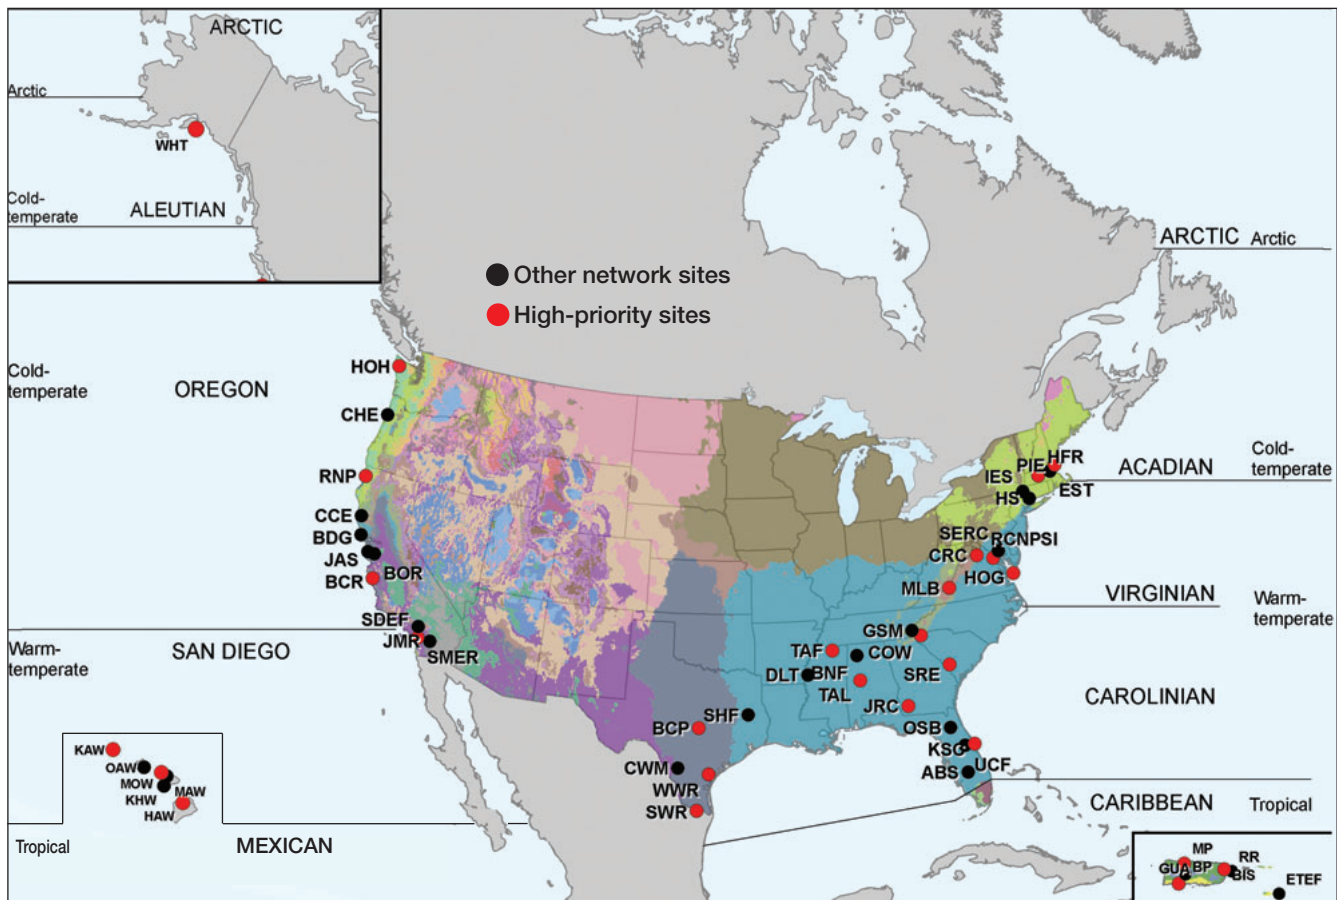 ARCTIC
Arctic
WHT
Cold-
temperate
ALEUTIAN
ARCTIC Arctic
Other network sites
High-priority sites
HOH
Cold-
temperate
OREGON
CHE
RNP
HFR
PIE
IES
EST
HS
ACADIAN
Cold-
temperate
CCE
BDG
JAS
BOR
BCR
SERC
RCNPSI
CRC
HOG
MLB
VIRGINIAN
Warm-
temperate
SDEF
JMR
SMER
Warm-
temperate
SAN DIEGO
GSM
COW
TAF
DLT
BNF
TAL
SRE
JRC
CAROLINIAN
SHF
BCP
OSB
KSC
UCF
ABS
CWM
WWR
SWR
CARIBBEAN
Tropical
KAW
OAW
MOW
KHW
MAW
HAW
Tropical
MEXICAN
MP
RR
GUA
BP
BIS
ETEF